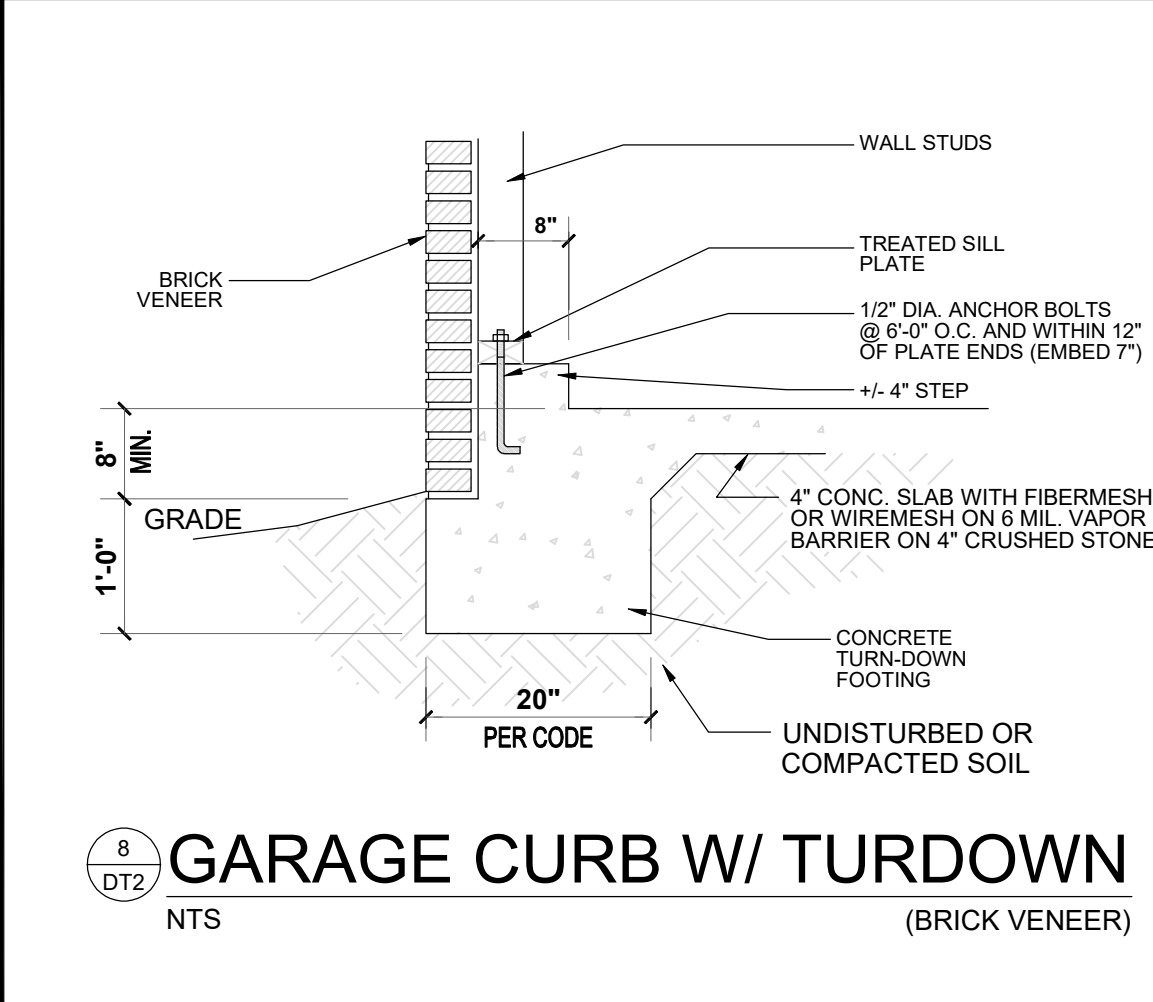 WALL STUDS
8"
TREATED SILL
PLATE
BRICK
VENEER
1/2" DIA. ANCHOR BOLTS
@ 6'-0" O.C. AND WITHIN 12"
OF PLATE ENDS (EMBED 7")
+/- 4" STEP
8"
MIN.
4" CONC. SLAB WITH FIBERMESH
OR WIREMESH ON 6 MIL. VAPOR
BARRIER ON 4" CRUSHED STONE
GRADE
1'-0"
CONCRETE
TURN-DOWN
FOOTING
20"
PER CODE
UNDISTURBED OR
COMPACTED SOIL
8
DT2
GARAGE CURB W/ TURDOWN
NTS
(BRICK VENEER)